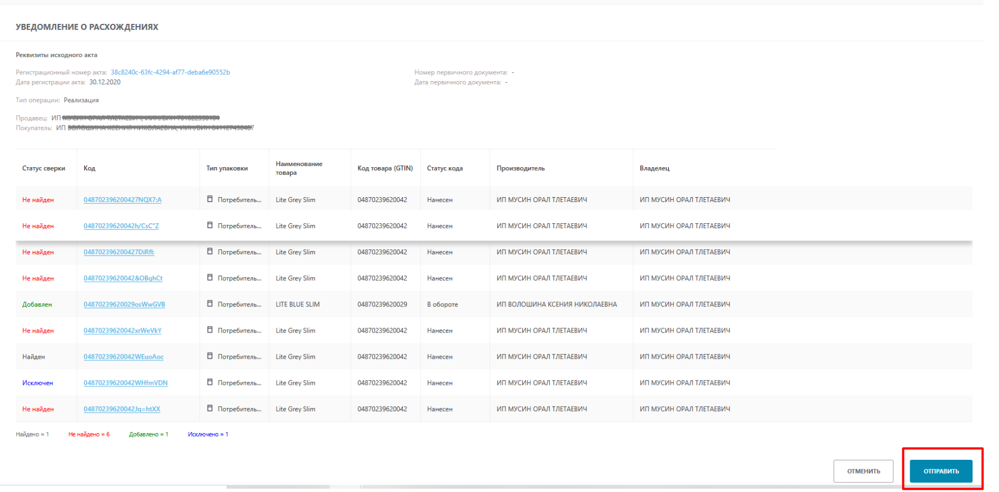 УВЕДОМЛЕНИЕ О РАСХОЖДЕНИЯХ
Реквизиты исходного акта
Регистрационный номер акта: 38c8240c-63fc-4294-af77-deba6e90552b
Номер первичного документа: -
Дата регистрации акта: 30.12.2020
Дата первичного документа: -
Тип операции: Реализация
Продавец: ИП
Покупатель: ИП
Статус сверки Код Тип упаковки Наименование товара Код товара (GTIN) Статус кода Производитель Владелец
Не найден 048702396200427NQX7:A Потребитель... Lite Grey Slim 04870239620042 Нанесен ИП МУСИН ОРАЛ ТЛЕТАЕВИЧ ИП МУСИН ОРАЛ ТЛЕТАЕВИЧ
Не найден 04870239620042h/CsC"Z Потребитель... Lite Grey Slim 04870239620042 Нанесен ИП МУСИН ОРАЛ ТЛЕТАЕВИЧ ИП МУСИН ОРАЛ ТЛЕТАЕВИЧ
Не найден Потребитель... Lite Grey Slim 04870239620042 Нанесен ИП МУСИН ОРАЛ ТЛЕТАЕВИЧ ИП МУСИН ОРАЛ ТЛЕТАЕВИЧ
Не найден 04870239620042&OBghCt Потребитель... Lite Grey Slim 04870239620042 Нанесен ИП МУСИН ОРАЛ ТЛЕТАЕВИЧ ИП МУСИН ОРАЛ ТЛЕТАЕВИЧ
Добавлен 04870239620029osWwGVB Потребитель... LITE BLUE SLIM 04870239620029 В обороте ИП ВОЛОШИНА КСЕНИЯ НИКОЛАЕВНА ИП МУСИН ОРАЛ ТЛЕТАЕВИЧ
Не найден 04870239620042xrWeVkY Потребитель... Lite Grey Slim 04870239620042 Нанесен ИП МУСИН ОРАЛ ТЛЕТАЕВИЧ ИП МУСИН ОРАЛ ТЛЕТАЕВИЧ
Найден 04870239620042WEuoAoc Потребитель... Lite Grey Slim 04870239620042 Нанесен ИП МУСИН ОРАЛ ТЛЕТАЕВИЧ ИП МУСИН ОРАЛ ТЛЕТАЕВИЧ
Исключен 04870239620042WHfmVDN Потребитель... Lite Grey Slim 04870239620042 Нанесен ИП МУСИН ОРАЛ ТЛЕТАЕВИЧ ИП МУСИН ОРАЛ ТЛЕТАЕВИЧ
Не найден 04870239620042Jq=htXX Потребитель... Lite Grey Slim 04870239620042 Нанесен ИП МУСИН ОРАЛ ТЛЕТАЕВИЧ ИП МУСИН ОРАЛ ТЛЕТАЕВИЧ
Найдено = 1 Не найдено = 6 Добавлено = 1 Исключено = 1
ОТМЕНИТЬ ОТПРАВИТЬ